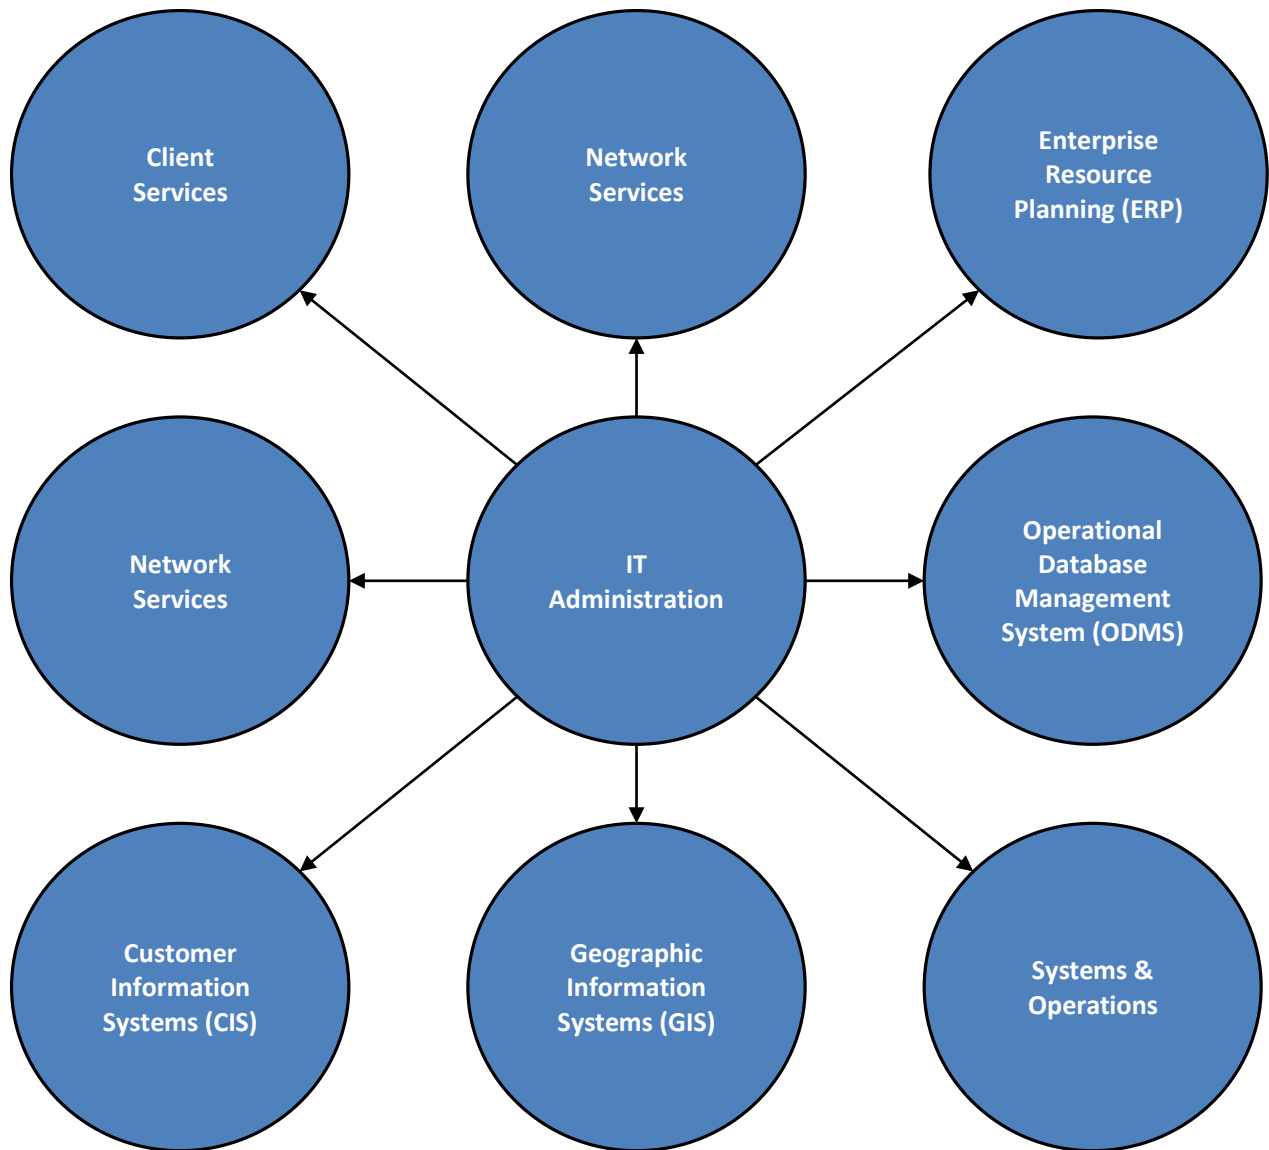 Client
Services
Network
Services
Enterprise
Resource
Planning (ERP)
Network
Services
IT
Administration
Operational
Database
Management
System (ODMS)
Customer
Information
Systems (CIS)
Geographic
Information
Systems (GIS)
Systems &
Operations